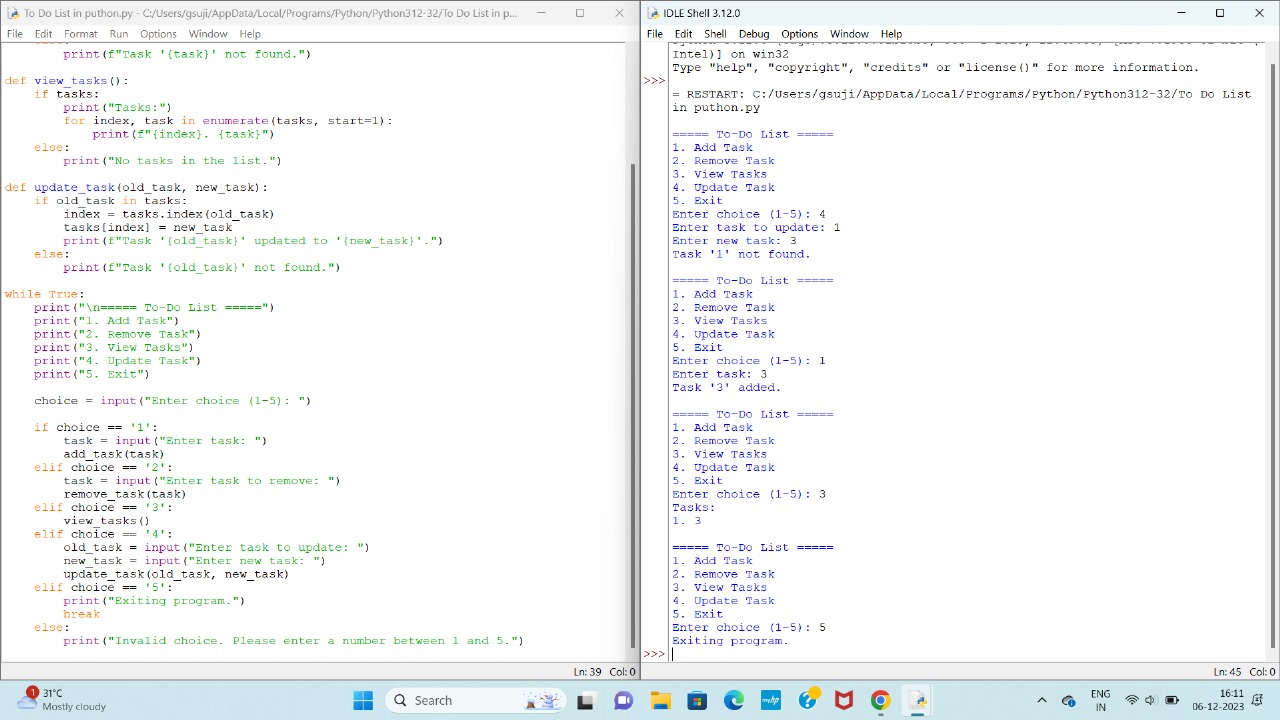 To Do List in puthon.py - C:/Users/gsuji/AppData/Local/Programs/Python/Python312-32/To Do List in p...
File Edit Format Run Options Window Help
print(f"Task '{task}' not found.")
def view_tasks():
if tasks:
print("Tasks:")
for index, task in enumerate(tasks, start=1):
print(f"{index}. {task}")
else:
print("No tasks in the list.")
def update_task(old_task, new_task):
if old_task in tasks:
index = tasks.index(old_task)
tasks[index] = new_task
print(f"Task '{old_task}' updated to '{new_task}'.")
else:
print(f"Task '{old_task}' not found.")
while True:
print("\n===== To-Do List =====")
print("1. Add Task")
print("2. Remove Task")
print("3. View Tasks")
print("4. Update Task")
print("5. Exit")
choice = input("Enter choice (1-5): ")
if choice == '1':
task = input("Enter task: ")
add_task(task)
elif choice == '2':
task = input("Enter task to remove: ")
remove_task(task)
elif choice == '3':
view_tasks()
elif choice == '4':
old_task = input("Enter task to update: ")
new_task = input("Enter new task: ")
update_task(old_task, new_task)
elif choice == '5':
print("Exiting program.")
break
else:
print("Invalid choice. Please enter a number between 1 and 5.")
Ln: 39 Col: 0
IDLE Shell 3.12.0
File Edit Shell Debug Options Window Help
Intel)] on win32
Type "help", "copyright", "credits" or "license()" for more information.
>>>
= RESTART: C:/Users/gsuji/AppData/Local/Programs/Python/Python312-32/To Do List
in puthon.py
===== To-Do List =====
1. Add Task
2. Remove Task
3. View Tasks
4. Update Task
5. Exit
Enter choice (1-5): 4
Enter task to update: 1
Enter new task: 3
Task '1' not found.
===== To-Do List =====
1. Add Task
2. Remove Task
3. View Tasks
4. Update Task
5. Exit
Enter choice (1-5): 1
Enter task: 3
Task '3' added.
===== To-Do List =====
1. Add Task
2. Remove Task
3. View Tasks
4. Update Task
5. Exit
Enter choice (1-5): 3
Tasks:
1. 3
===== To-Do List =====
1. Add Task
2. Remove Task
3. View Tasks
4. Update Task
5. Exit
Enter choice (1-5): 5
Exiting program.
>>>
Ln: 45 Col: 0
1
31°C
Mostly cloudy
Search
myhp
ENG
IN
16:11
06-12-2023